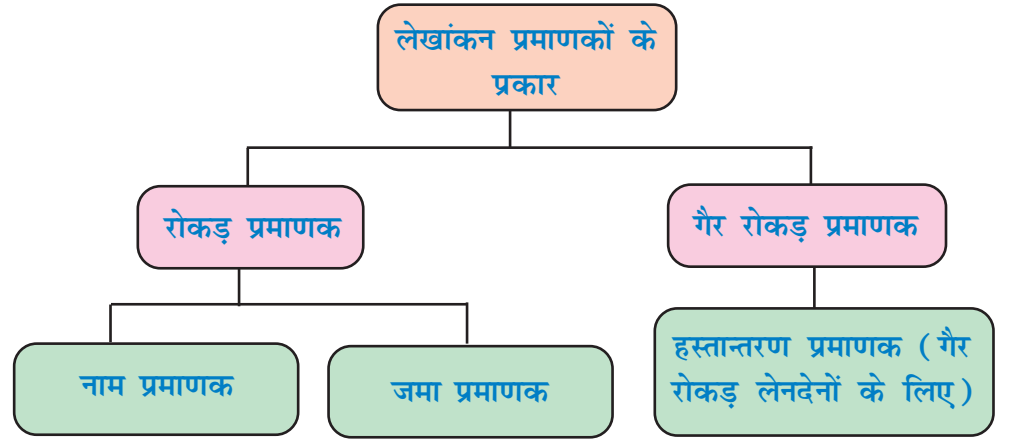 लेखांकन प्रमाणकों के
प्रकार
रोकड़ प्रमाणक
गैर रोकड़ प्रमाणक
नाम प्रमाणक
जमा प्रमाणक
हस्तान्तरण प्रमाणक (गैर
रोकड़ लेनदेनों के लिए)